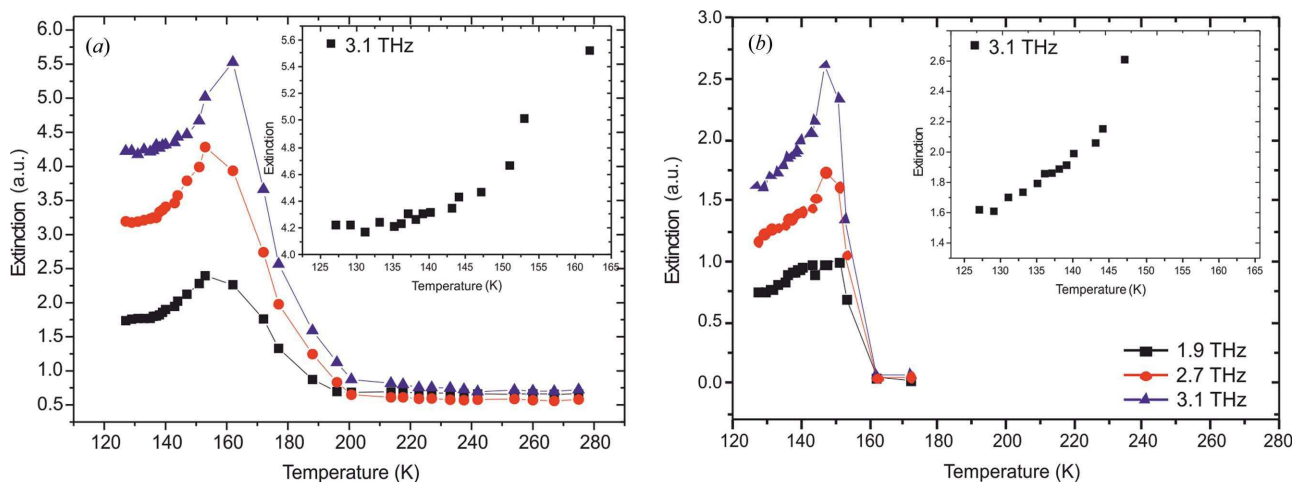 (a)
3.1 THz
Extinction
5.6
5.4
5.2
5.0
4.8
4.6
4.4
4.2
4.0
125 130 135 140 145 150 155 160 165
Temperature (K)
Extinction (a.u.)
6.0
5.5
5.0
4.5
4.0
3.5
3.0
2.5
2.0
1.5
1.0
0.5
120 140 160 180 200 220 240 260 280
Temperature (K)
(b)
3.1 THz
Extinction
2.6
2.4
2.2
2.0
1.8
1.6
1.4
125 130 135 140 145 150 155 160 165
Temperature (K)
1.9 THz
2.7 THz
3.1 THz
Extinction (a.u.)
3.0
2.5
2.0
1.5
1.0
0.5
0.0
120 140 160 180 200 220 240 260 280
Temperature (K)